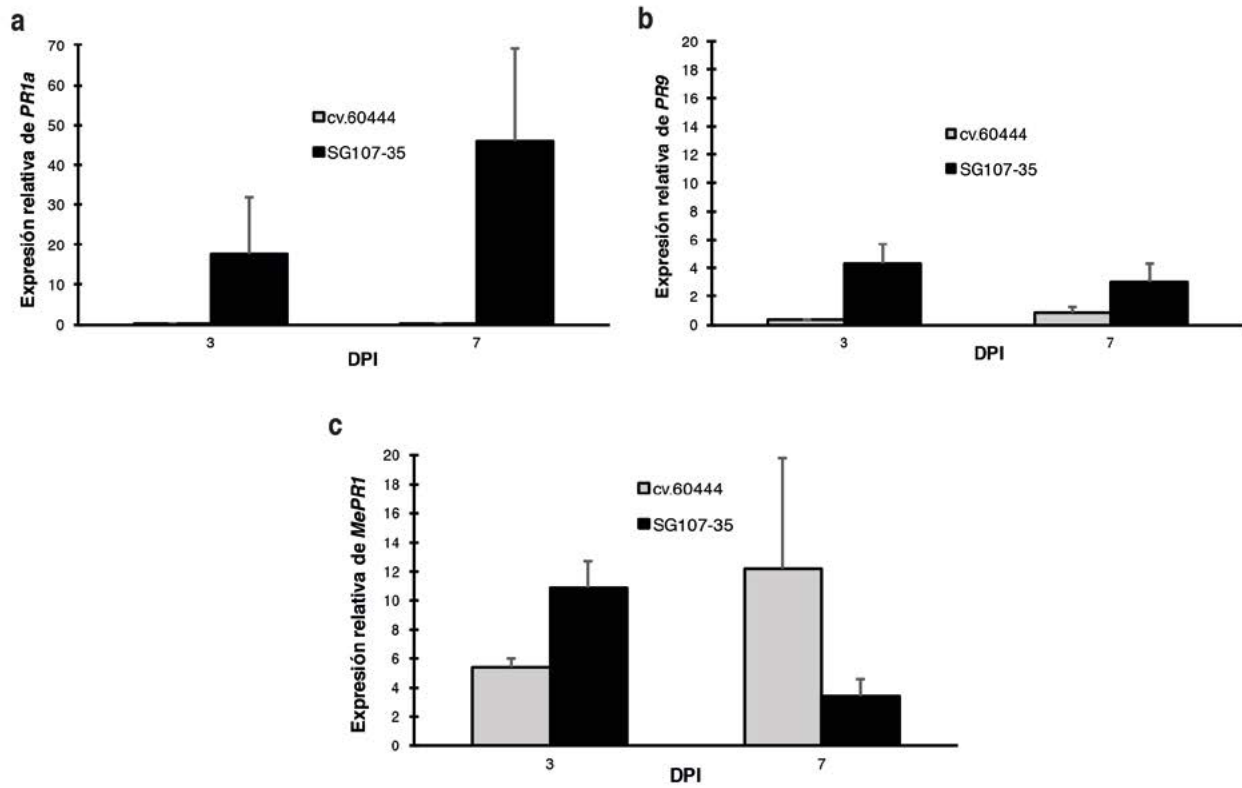 a
Expresión relativa de PR1a
70
60
50
40
30
20
10
0
cv.60444
SG107-35
3
7
DPI
b
Expresión relativa de PR9
20
18
16
14
12
10
8
6
4
2
0
cv.60444
SG107-35
3
7
DPI
c
Expresión relativa de MePR1
20
18
16
14
12
10
8
6
4
2
0
cv.60444
SG107-35
3
7
DPI